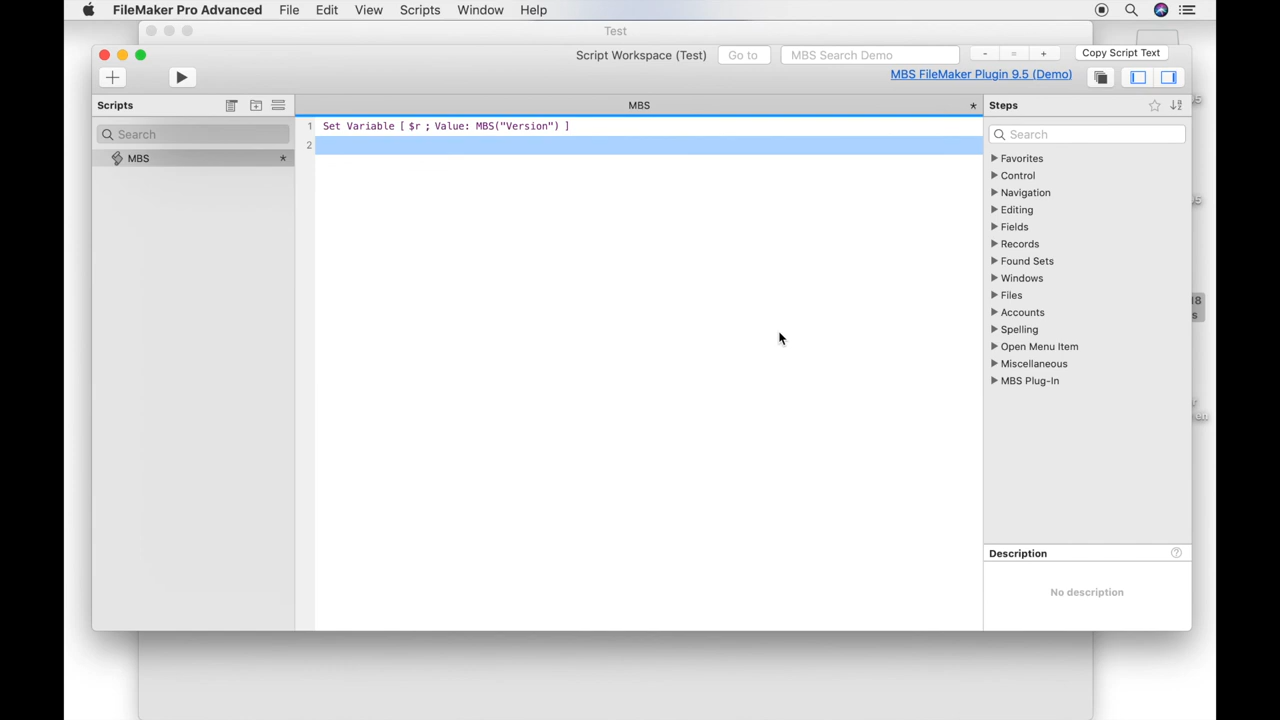 FileMaker Pro Advanced File Edit View Scripts Window Help
Test
Script Workspace (Test) Go to MBS Search Demo - = + Copy Script Text
MBS FileMaker Plugin 9.5 (Demo)
Scripts
MBS *
Steps
Search
Search
1 Set Variable [ $r ; Value: MBS("Version") ]
2
MBS *
Favorites
Control
Navigation
Editing
Fields
Records
Found Sets
Windows
Files
Accounts
Spelling
Open Menu Item
Miscellaneous
MBS Plug-In
Description
No description